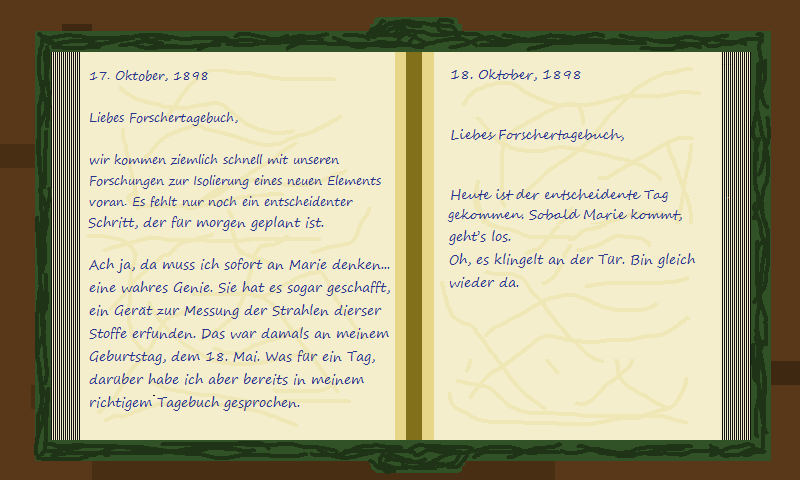 17. Oktober, 1898
Liebes Forschertagebuch,
wir kommen ziemlich schnell mit unseren
Forschungen zur Isolierung eines neuen Elements
voran. Es fehlt nur noch ein entscheidenter
Schritt, der für morgen geplant ist.
Ach ja, da muss ich sofort an Marie denken...
eine wahres Genie. Sie hat es sogar geschafft,
ein Gerät zur Messung der Strahlen dierser
Stoffe erfunden. Das war damals an meinem
Geburtstag, dem 18. Mai. Was für ein Tag,
darüber habe ich aber bereits in meinem
richtigem Tagebuch gesprochen.
18. Oktober, 1898
Liebes Forschertagebuch,
Heute ist der entscheidente Tag
gekommen. Sobald Marie kommt,
geht's los.
Oh, es klingelt an der Tür. Bin gleich
wieder da.